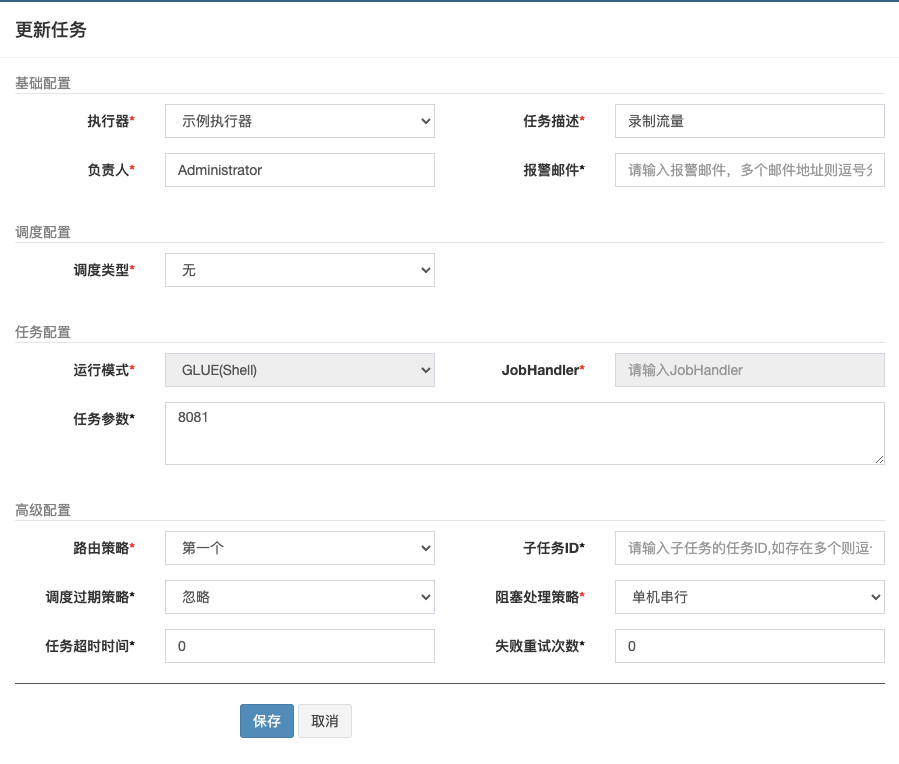 更新任务
基础配置
执行器* 示例执行器 任务描述* 录制流量
负责人* Administrator 报警邮件* 请输入报警邮件，多个邮件地址则逗号分
调度配置
调度类型* 无
任务配置
运行模式* GLUE(Shell) JobHandler* 请输入JobHandler
任务参数* 8081
高级配置
路由策略* 第一个 子任务ID* 请输入子任务的任务ID,如存在多个则逗
调度过期策略* 忽略 阻塞处理策略* 单机串行
任务超时时间* 0 失败重试次数* 0
保存 取消